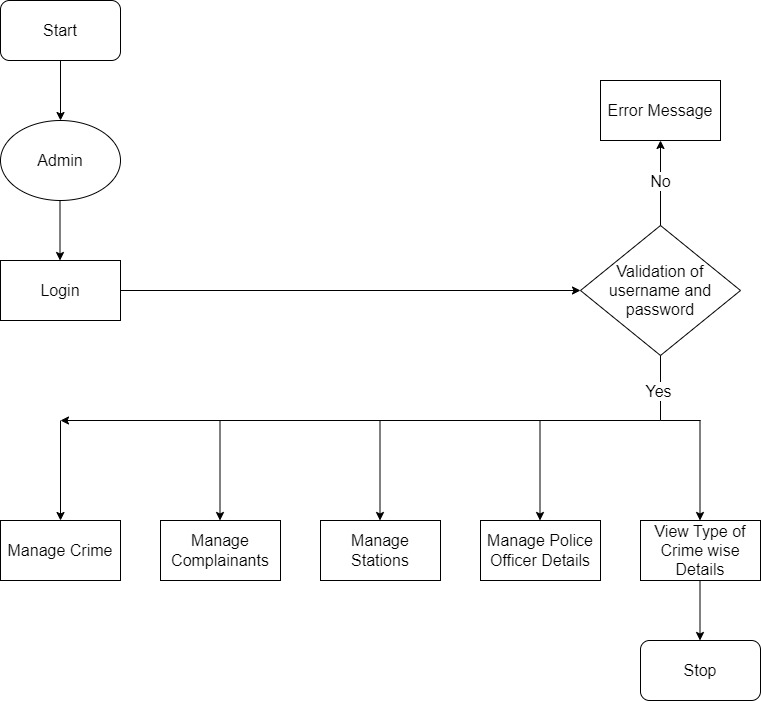 Start
Error Message
Admin
No
Login
Validation of
username and
password
Yes
Manage Crime
Manage
Complainants
Manage
Stations
Manage Police
Officer Details
View Type of
Crime wise
Details
Stop